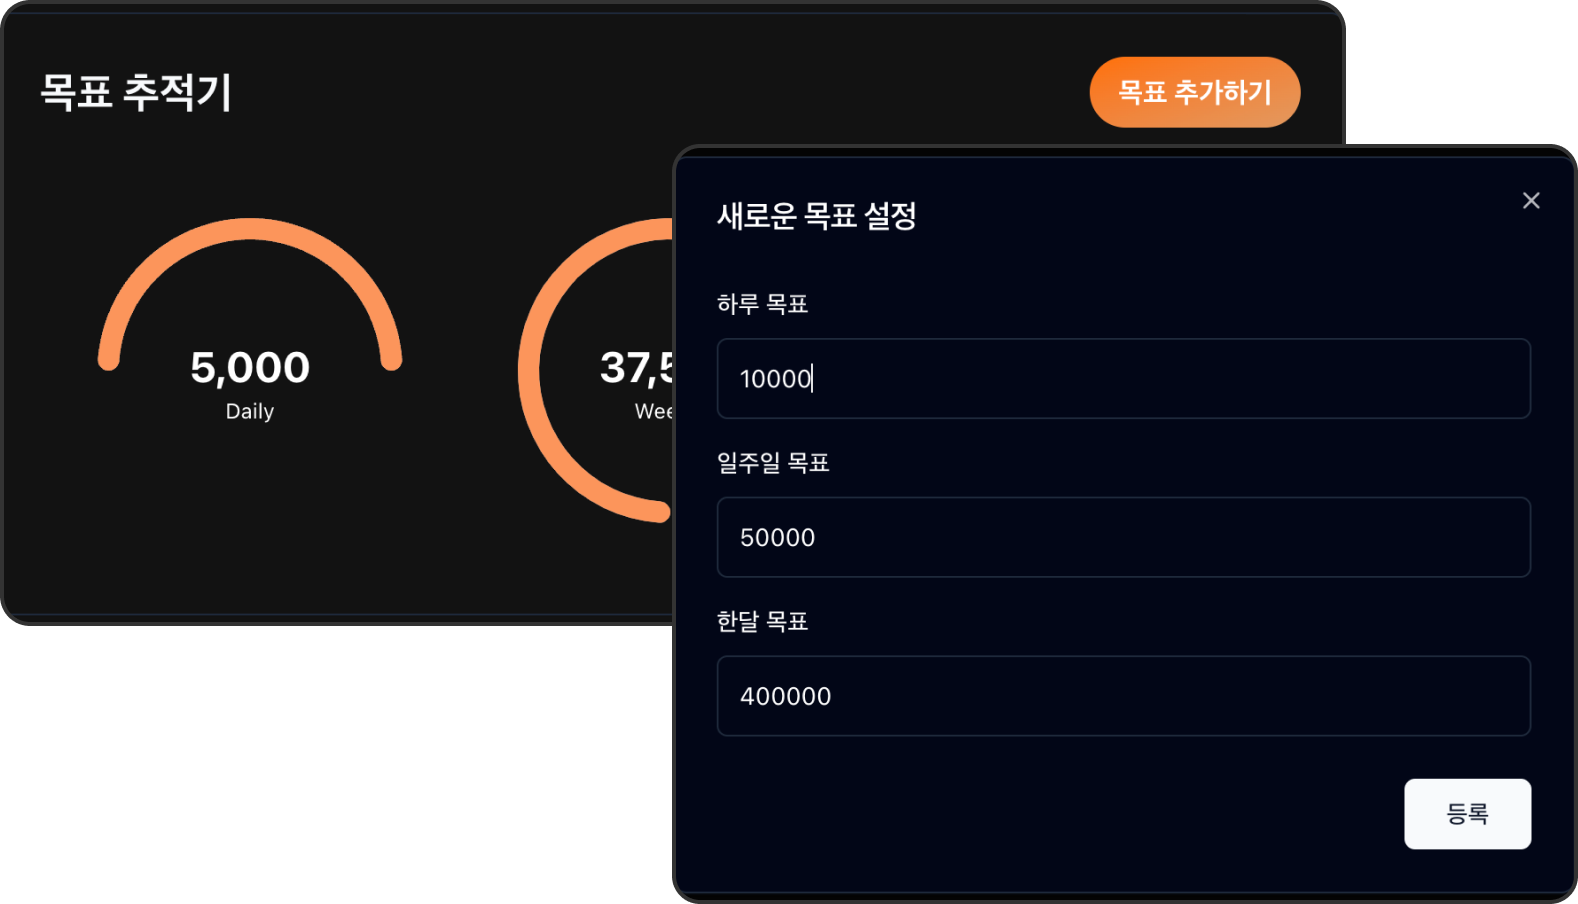 목표 추적기
목표 추가하기
5,000
Daily
37,5
Wee
새로운 목표 설정
하루 목표
10000
일주일 목표
50000
한달 목표
400000
등록